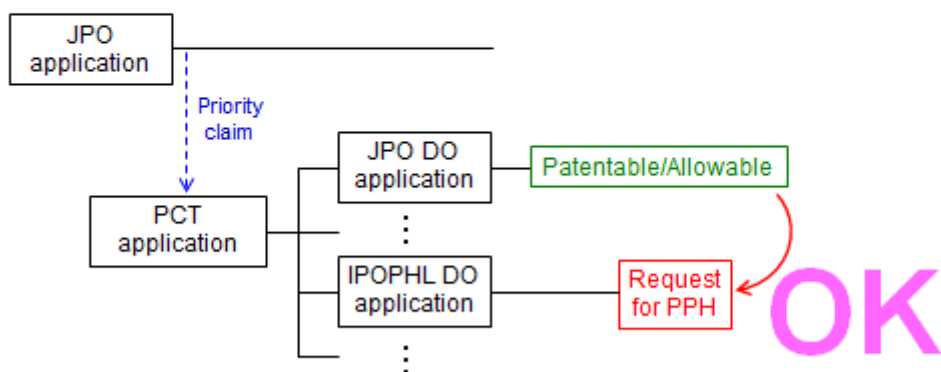 JPO
application
Priority
claim
JPO DO
application
Patentable/Allowable
PCT
application
⋮
IPOPHL DO
application
Request
for PPH
OK
⋮